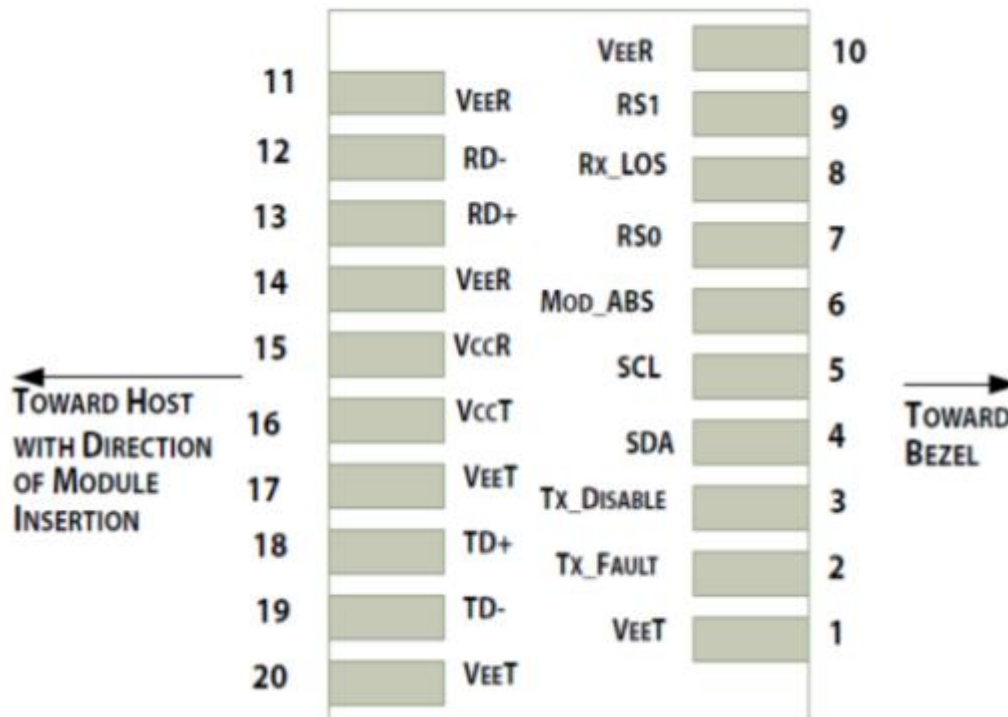 VEER 10
11 VEER
RS1 9
12 RD-
RX_LOS 8
13 RD+
RS0 7
14 VEER
MOD_ABS 6
15 VCCR
SCL 5
TOWARD HOST
WITH DIRECTION
OF MODULE
INSERTION
TOWARD
BEZEL
16 VCCT
SDA 4
17 VEET
TX_DISABLE 3
18 TD+
TX_FAULT 2
19 TD-
VEET 1
20 VEET